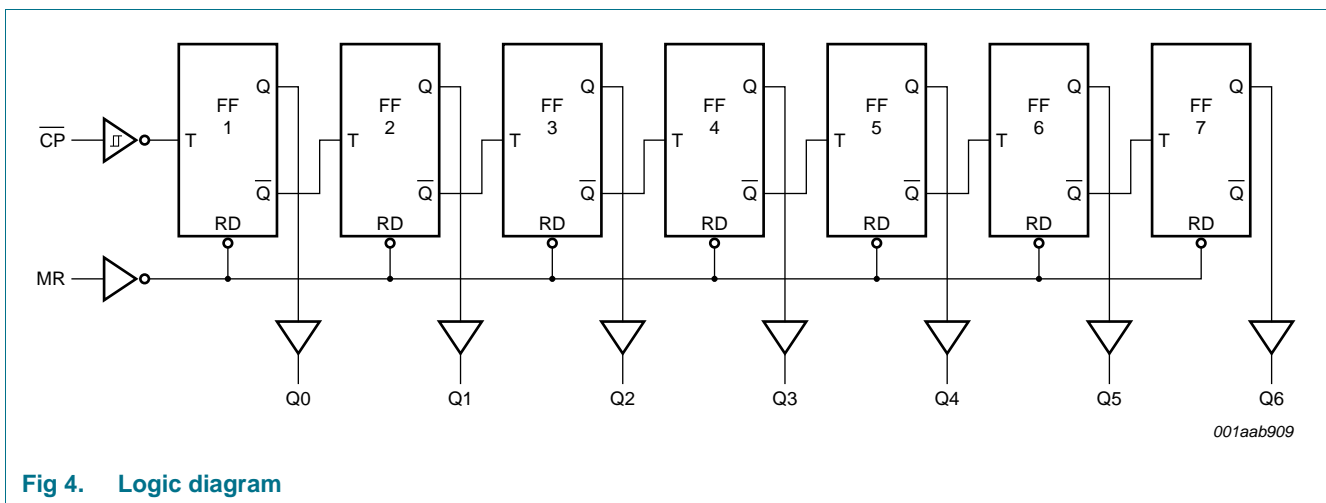 Q Q Q Q Q Q Q
FF FF FF FF FF FF FF
1 2 3 4 5 6 7
C̅P̅ T T T T T T T
Q̅ Q̅ Q̅ Q̅ Q̅ Q̅ Q̅
RD RD RD RD RD RD RD
MR
Q0 Q1 Q2 Q3 Q4 Q5 Q6
001aab909
Fig 4. Logic diagram